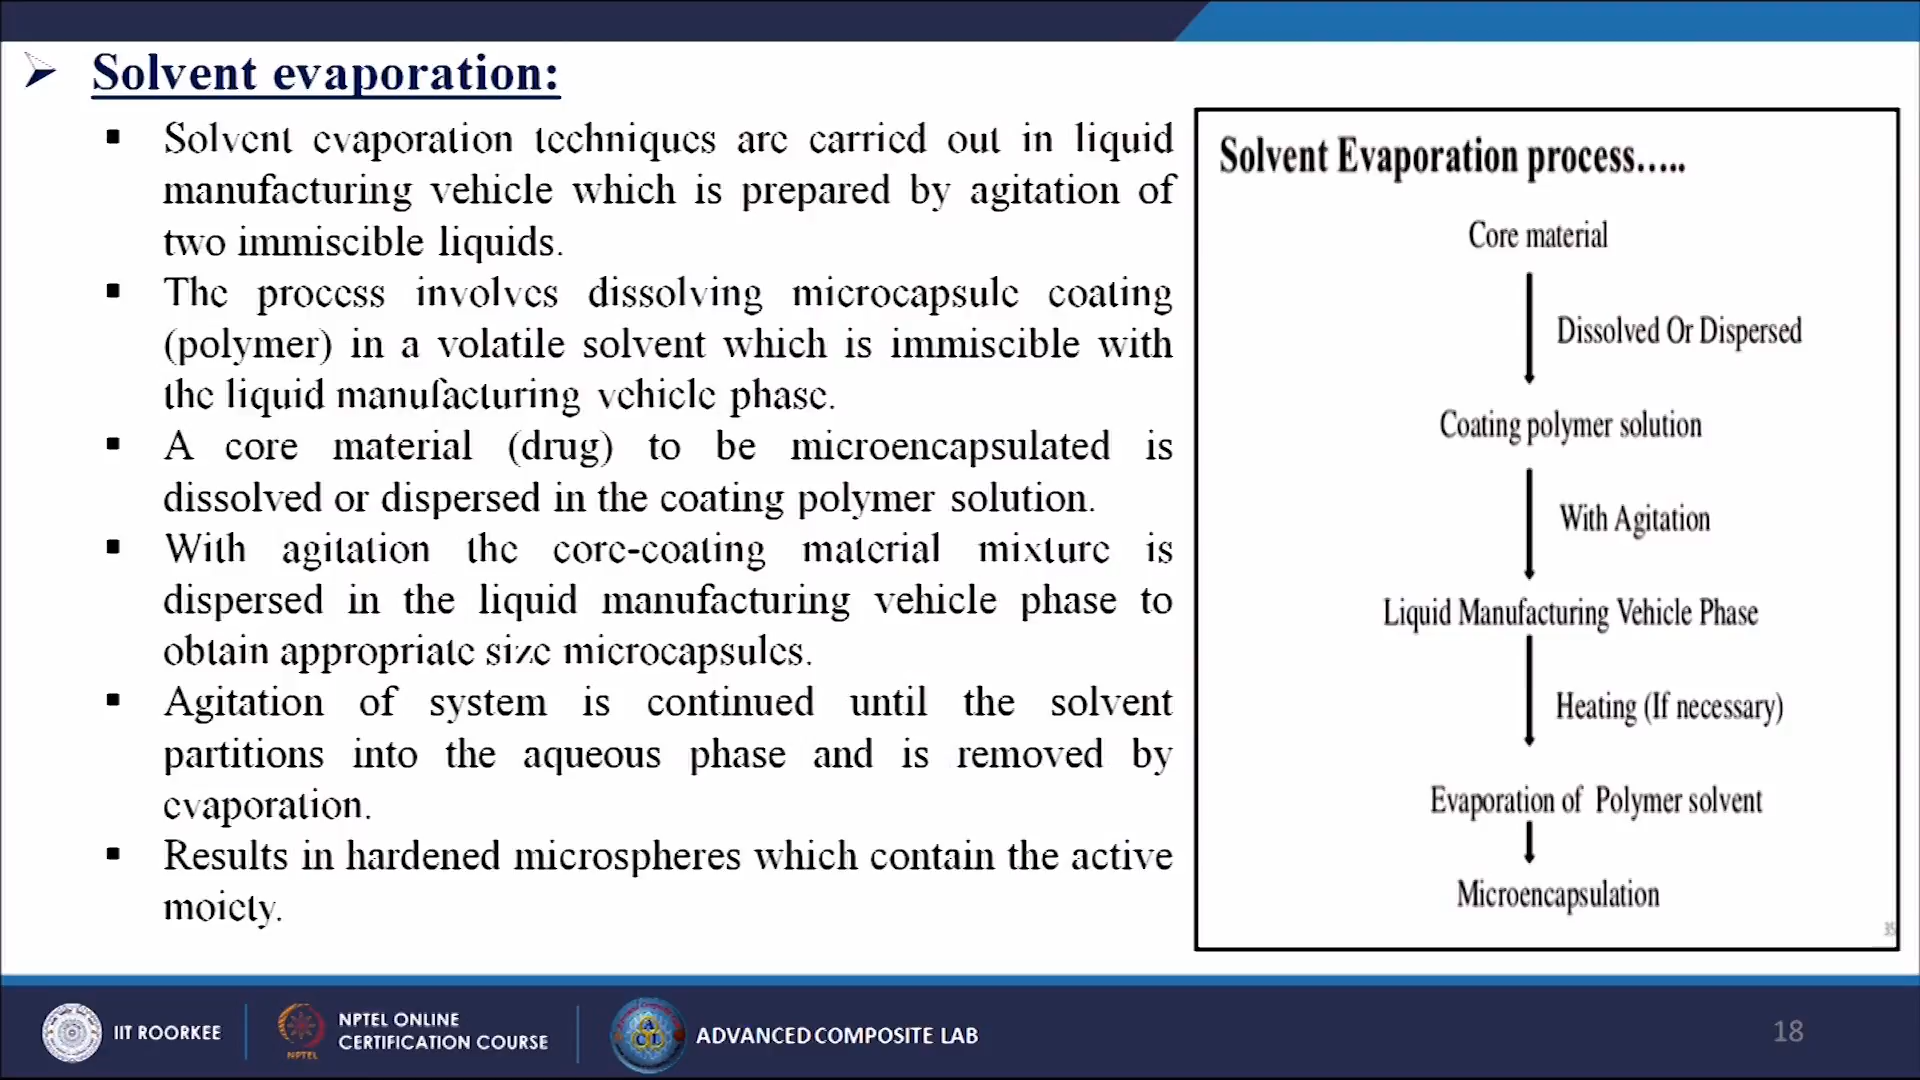 Solvent evaporation:
Solvent evaporation techniques are carried out in liquid
manufacturing vehicle which is prepared by agitation of
two immiscible liquids.
The process involves dissolving microcapsule coating
(polymer) in a volatile solvent which is immiscible with
the liquid manufacturing vehicle phase.
A core material (drug) to be microencapsulated is
dissolved or dispersed in the coating polymer solution.
With agitation the core-coating material mixture is
dispersed in the liquid manufacturing vehicle phase to
obtain appropriate size microcapsules.
Agitation of system is continued until the solvent
partitions into the aqueous phase and is removed by
evaporation.
Results in hardened microspheres which contain the active
moiety.
Solvent Evaporation process.....
Core material
Dissolved Or Dispersed
Coating polymer solution
With Agitation
Liquid Manufacturing Vehicle Phase
Heating (If necessary)
Evaporation of Polymer solvent
Microencapsulation
35
IIT ROORKEE
NPTEL
NPTEL ONLINE
CERTIFICATION COURSE
ACL
ADVANCED COMPOSITE LAB
18